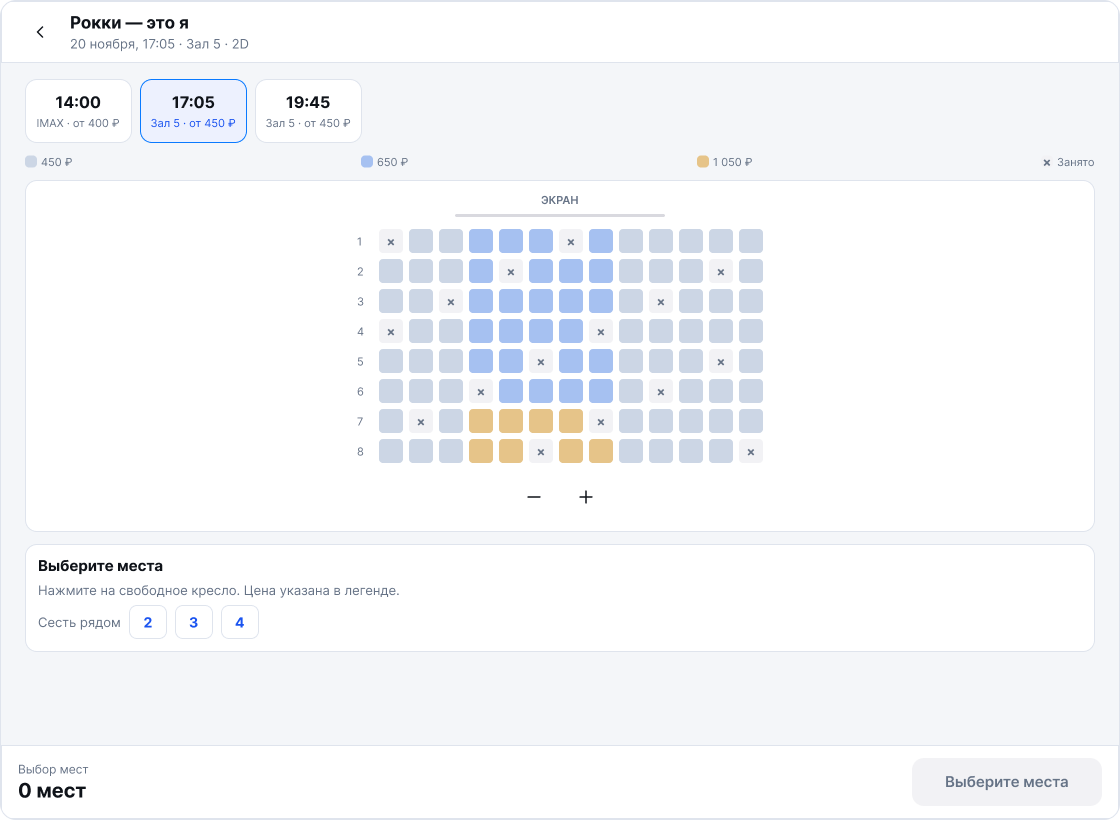 Рокки — это я
20 ноября, 17:05 · Зал 5 · 2D
14:00
IMAX · от 400 ₽
17:05
Зал 5 · от 450 ₽
19:45
Зал 5 · от 450 ₽
450 ₽
650 ₽
1 050 ₽
× Занято
ЭКРАН
1 × ×
2 × ×
3 × ×
4 × ×
5 × ×
6 × ×
7 × ×
8 × ×
− +
Выберите места
Нажмите на свободное кресло. Цена указана в легенде.
Сесть рядом 2 3 4
Выбор мест
0 мест
Выберите места